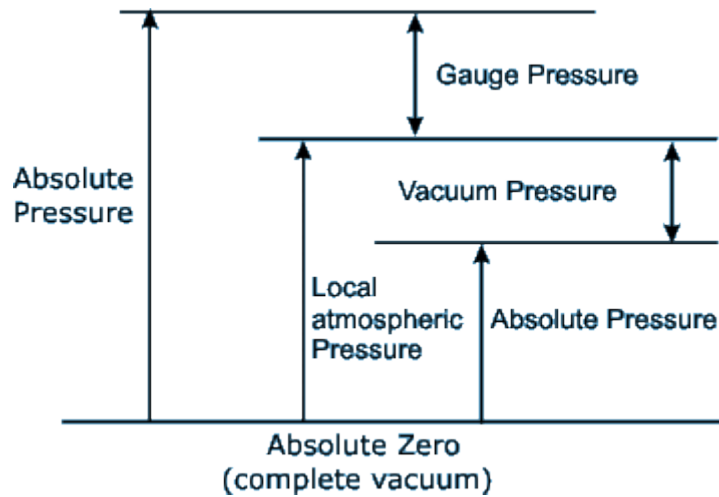 Gauge Pressure
Absolute
Pressure
Vacuum Pressure
Local
atmospheric
Pressure
Absolute Pressure
Absolute Zero
(complete vacuum)